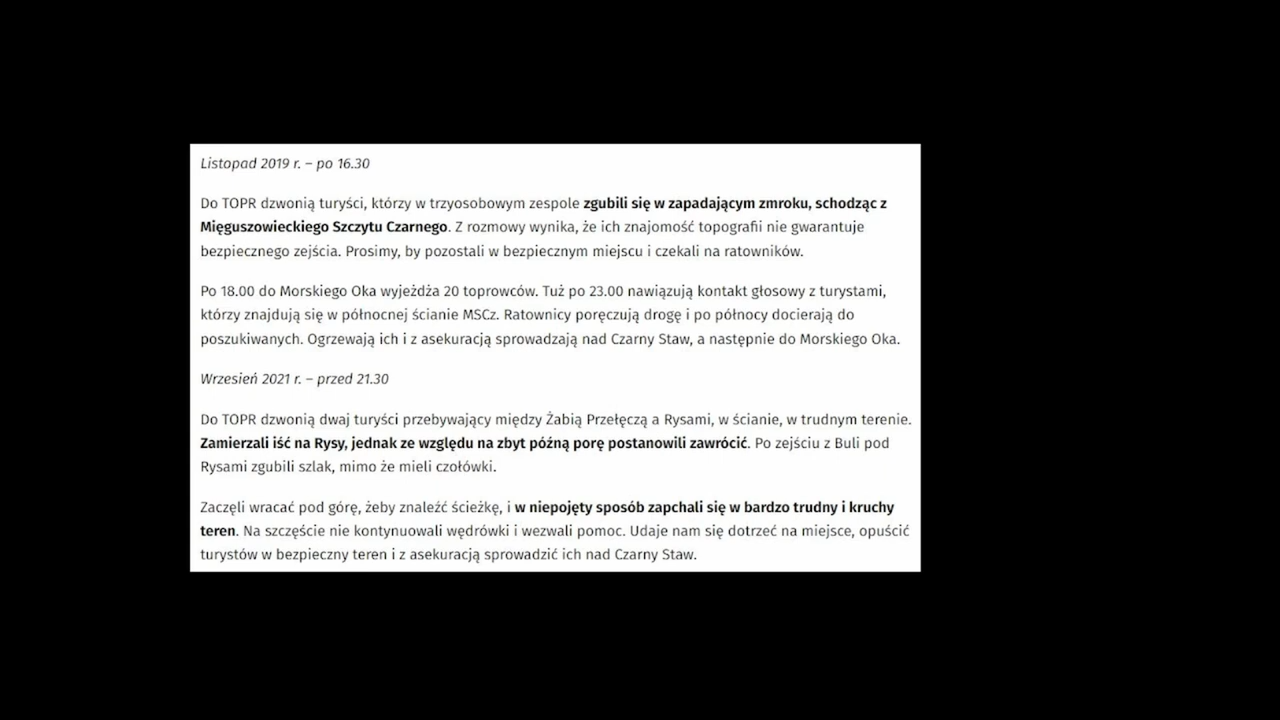 Listopad 2019 r. – po 16.30
Do TOPR dzwonią turyści, którzy w trzyosobowym zespole zgubili się w zapadającym zmroku, schodząc z
Mięguszowieckiego Szczytu Czarnego. Z rozmowy wynika, że ich znajomość topografii nie gwarantuje
bezpiecznego zejścia. Prosimy, by pozostali w bezpiecznym miejscu i czekali na ratowników.
Po 18.00 do Morskiego Oka wyjeżdża 20 toprowców. Tuż po 23.00 nawiązują kontakt głosowy z turystami,
którzy znajdują się w północnej ścianie MSCz. Ratownicy poręczują drogę i po północy docierają do
poszukiwanych. Ogrzewają ich i z asekuracją sprowadzają nad Czarny Staw, a następnie do Morskiego Oka.
Wrzesień 2021 r. – przed 21.30
Do TOPR dzwonią dwaj turyści przebywający między Żabią Przełęczą a Rysami, w ścianie, w trudnym terenie.
Zamierzali iść na Rysy, jednak ze względu na zbyt późną porę postanowili zawrócić. Po zejściu z Buli pod
Rysami zgubili szlak, mimo że mieli czołówki.
Zaczęli wracać pod górę, żeby znaleźć ścieżkę, i w niepojęty sposób zapchali się w bardzo trudny i kruchy
teren. Na szczęście nie kontynuowali wędrówki i wezwali pomoc. Udaje nam się dotrzeć na miejsce, opuścić
turystów w bezpieczny teren i z asekuracją sprowadzić ich nad Czarny Staw.